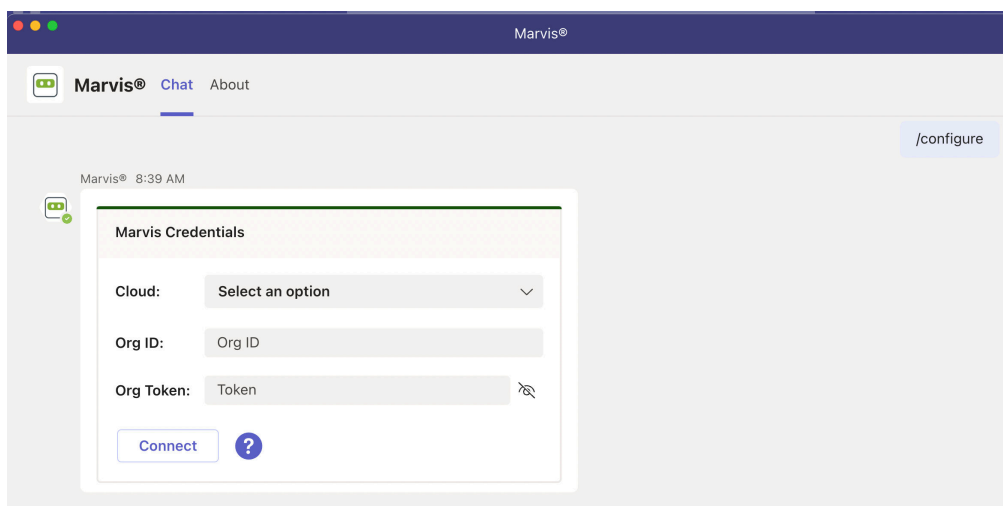 Marvis®
Marvis® Chat About
/configure
Marvis® 8:39 AM
Marvis Credentials
Cloud: Select an option
Org ID: Org ID
Org Token: Token
Connect ?